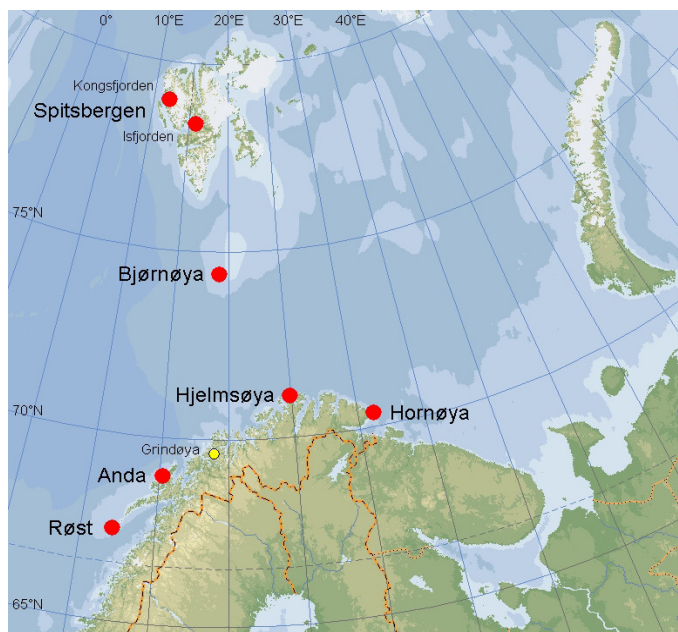 0° 10°E 20°E 30°E 40°E
Kongsfjorden
Spitsbergen
Isfjorden
75°N
Bjørnøya
Hjelmsøya
70°N
Hornøya
Grindøya
Anda
Røst
65°N